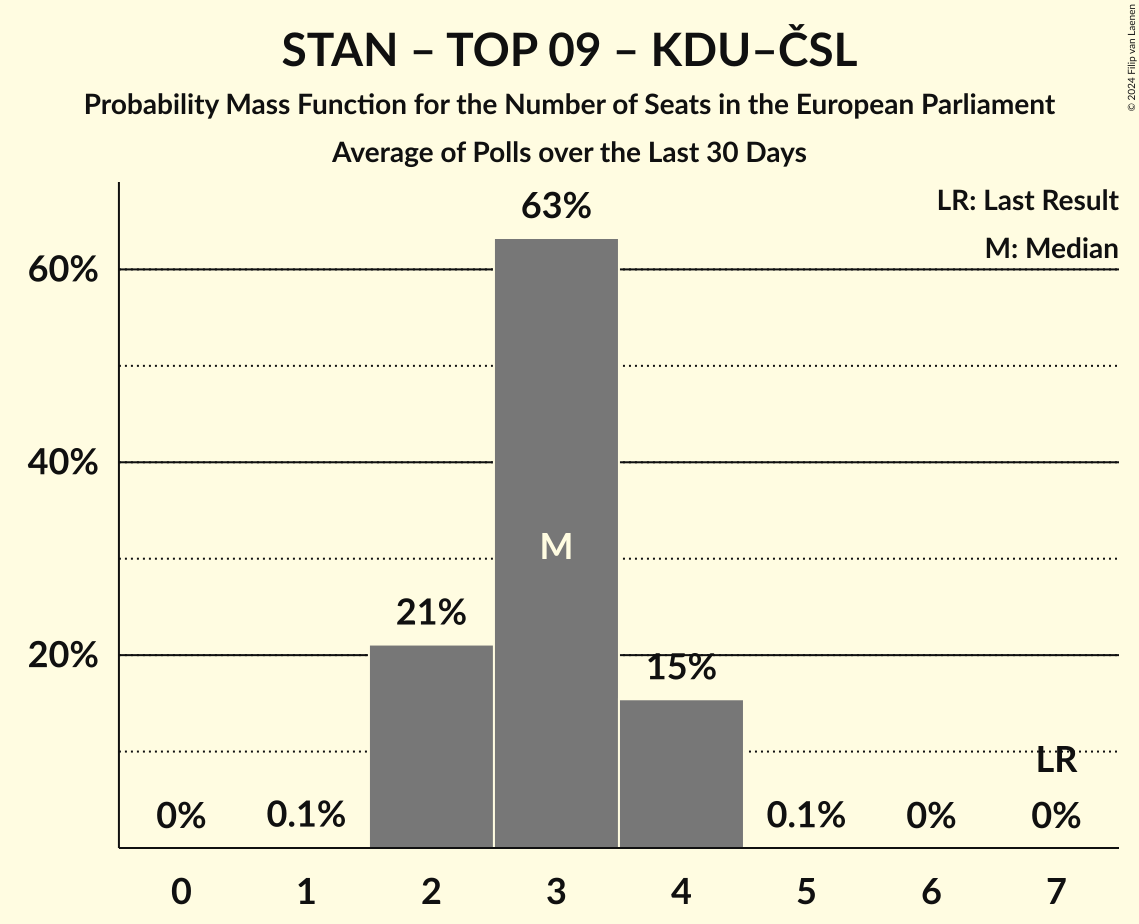 STAN – TOP 09 – KDU–ČSL
Probability Mass Function for the Number of Seats in the European Parliament
Average of Polls over the Last 30 Days
© 2024 Filip van Laenen
LR: Last Result
M: Median
63%
60%
40%
M
21%
20%
15%
LR
0% 0.1% 0.1% 0% 0%
0 1 2 3 4 5 6 7